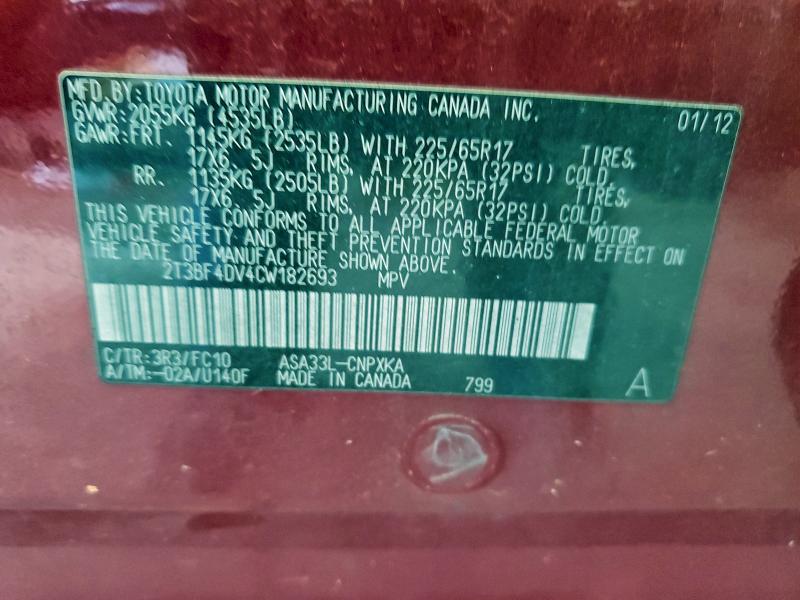 MFD BY: TOYOTA MOTOR MANUFACTURING CANADA INC. 01/12
GVWR: 2055KG (4535LB)
GAWR: FRT. 1145KG (2535LB) WITH 225/65R17 TIRES,
17X6. 5J RIMS, AT 220KPA (32PSI) COLD.
RR. 1135KG (2505LB) WITH 225/65R17 TIRES,
17X6. 5J RIMS, AT 220KPA (32PSI) COLD.
THIS VEHICLE CONFORMS TO ALL APPLICABLE FEDERAL MOTOR
VEHICLE SAFETY AND THEFT PREVENTION STANDARDS IN EFFECT ON
THE DATE OF MANUFACTURE SHOWN ABOVE.
2T3BF4DV4CW182693 MPV
C/TR: 3R3/FC10 ASA33L-CNPXKA
A/TM: -02A/U140F MADE IN CANADA 799 A